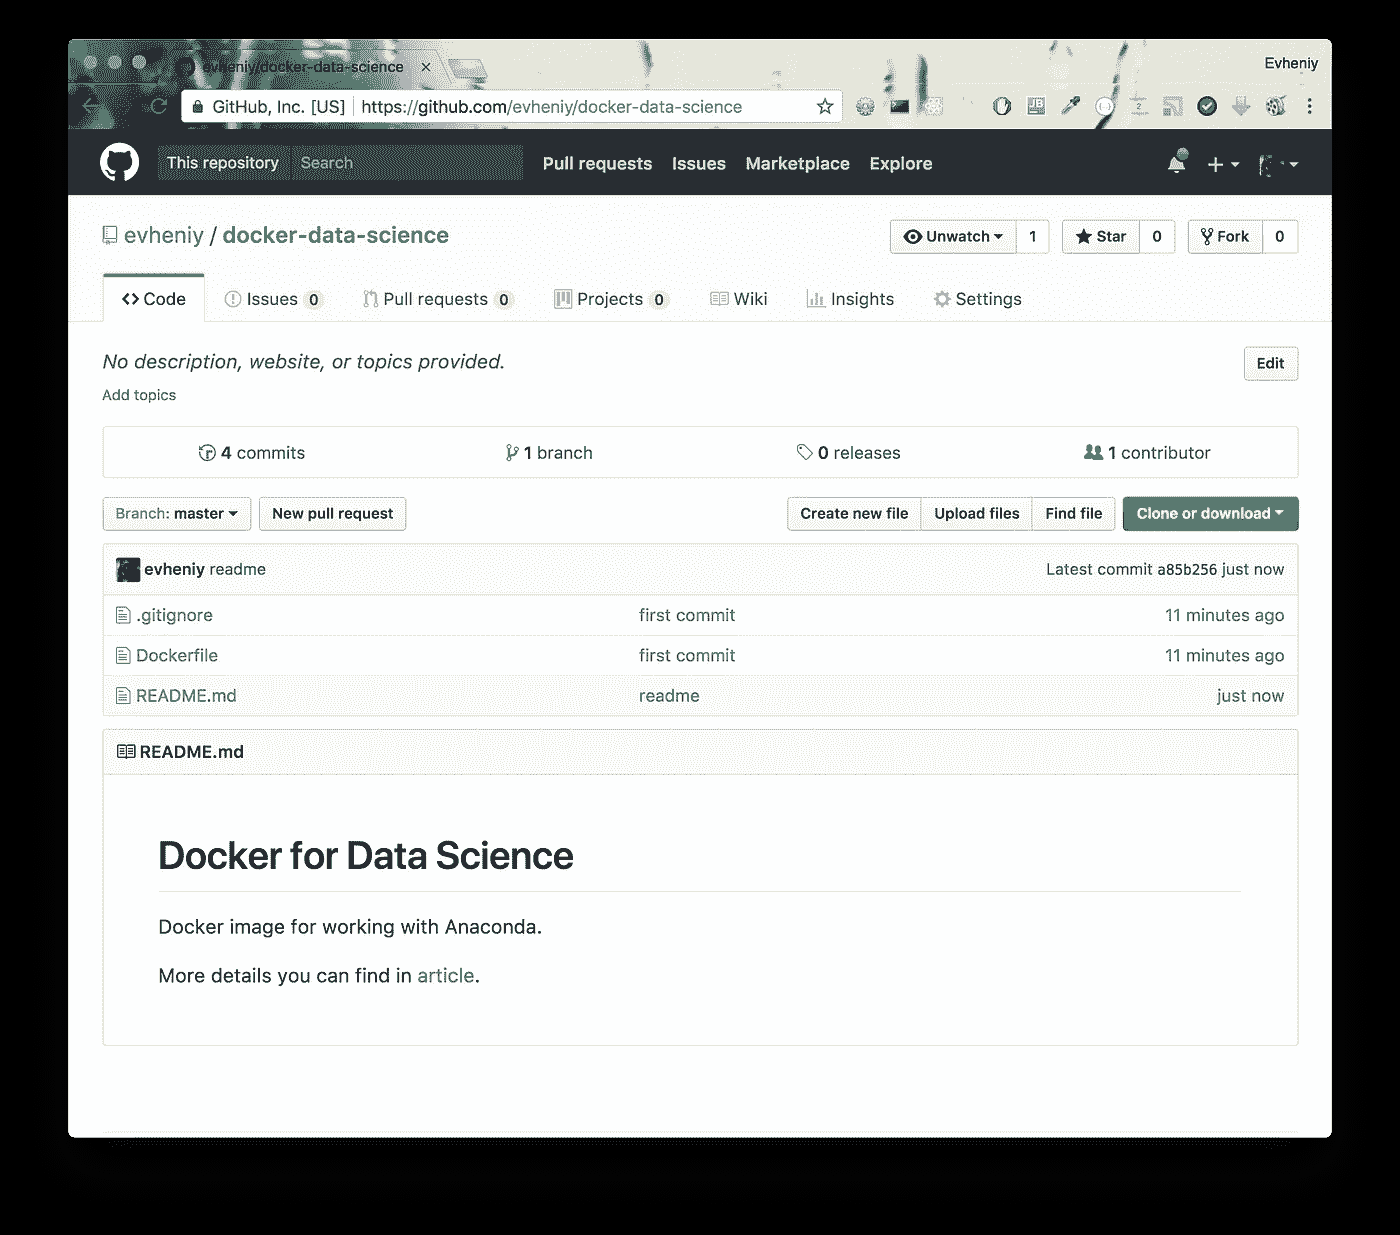 evheniy/docker-data-science
Evheniy
GitHub, Inc. [US] https://github.com/evheniy/docker-data-science
This repository Search Pull requests Issues Marketplace Explore
evheniy / docker-data-science Unwatch 1 Star 0 Fork 0
Code Issues 0 Pull requests 0 Projects 0 Wiki Insights Settings
No description, website, or topics provided. Edit
Add topics
4 commits 1 branch 0 releases 1 contributor
Branch: master New pull request Create new file Upload files Find file Clone or download
evheniy readme Latest commit a85b256 just now
.gitignore first commit 11 minutes ago
Dockerfile first commit 11 minutes ago
README.md readme just now
README.md
Docker for Data Science
Docker image for working with Anaconda.
More details you can find in article.